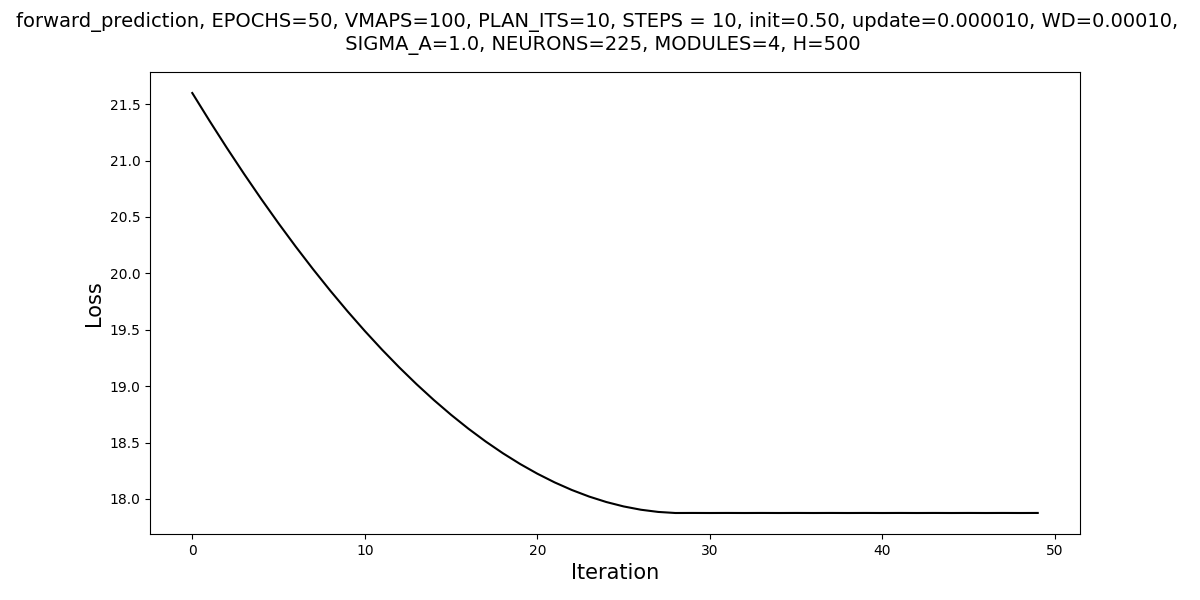 forward_prediction, EPOCHS=50, VMAPS=100, PLAN_ITS=10, STEPS = 10, init=0.50, update=0.000010, WD=0.00010,
SIGMA_A=1.0, NEURONS=225, MODULES=4, H=500
21.5
21.0
20.5
20.0
19.5
19.0
18.5
18.0
Loss
0 10 20 30 40 50
Iteration